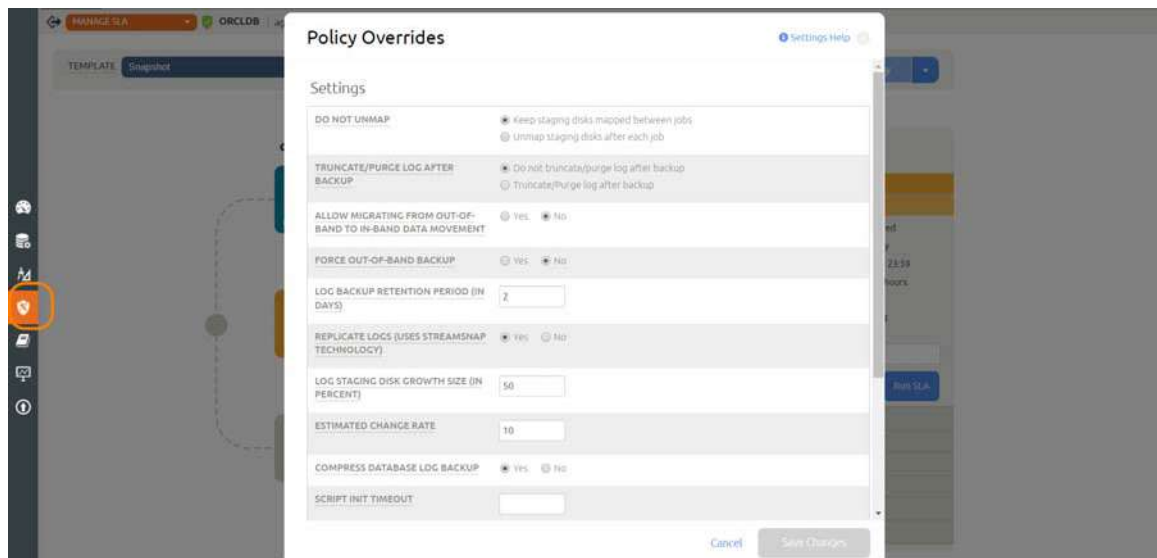 MANAGE SLA
ORCLDB
TEMPLATE Snapshot
Policy Overrides
Settings Help
Settings
DO NOT UNMAP
Keep staging disks mapped between jobs
Unmap staging disks after each job
TRUNCATE/PURGE LOG AFTER
BACKUP
Do not truncate/purge log after backup
Truncate/Purge log after backup
ALLOW MIGRATING FROM OUT-OF-
BAND TO IN-BAND DATA MOVEMENT
Yes No
FORCE OUT-OF-BAND BACKUP
Yes No
LOG BACKUP RETENTION PERIOD (IN
DAYS)
2
REPLICATE LOGS (USES STREAMSNAP
TECHNOLOGY)
Yes No
LOG STAGING DISK GROWTH SIZE (IN
PERCENT)
50
ESTIMATED CHANGE RATE
10
COMPRESS DATABASE LOG BACKUP
Yes No
SCRIPT INIT TIMEOUT
Cancel
Save Changes
23:59
hours
Run SLA